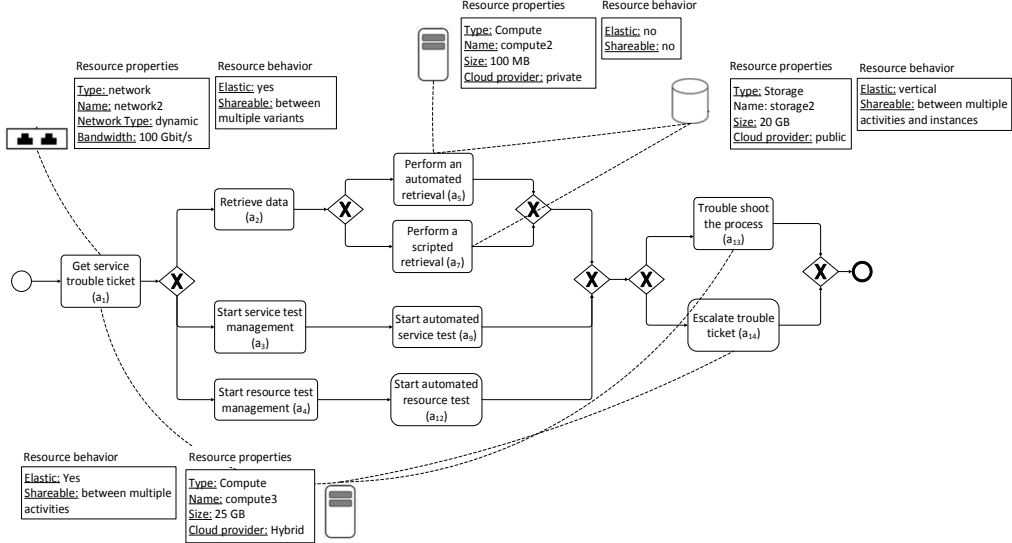 Resource properties
Type: Compute
Name: compute2
Size: 100 MB
Cloud provider: private
Resource behavior
Elastic: no
Shareable: no
Resource properties
Type: network
Name: network2
Network Type: dynamic
Bandwidth: 100 Gbit/s
Resource behavior
Elastic: yes
Shareable: between
multiple variants
Resource properties
Type: Storage
Name: storage2
Size: 20 GB
Cloud provider: public
Resource behavior
Elastic: vertical
Shareable: between multiple
activities and instances
Get service
trouble ticket
(a1)
X
Retrieve data
(a2)
X
Perform an
automated
retrieval (a5)
Perform a
scripted
retrieval (a7)
X
Start service test
management
(a3)
Start automated
service test (a9)
Start resource test
management (a4)
Start automated
resource test
(a12)
X
X
Trouble shoot
the process
(a13)
Escalate trouble
ticket (a14)
X
Resource behavior
Elastic: Yes
Shareable: between multiple
activities
Resource properties
Type: Compute
Name: compute3
Size: 25 GB
Cloud provider: Hybrid